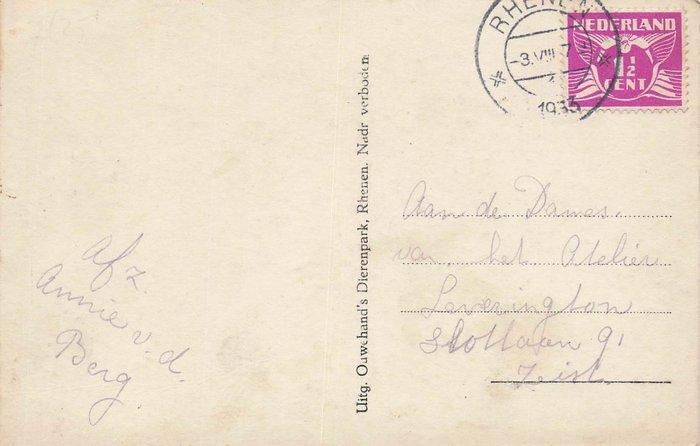 RHENEN
-3.VIII.
1935
NEDERLAND
1½
CENT
Uitg. Ouwehand's Dierenpark, Rhenen. Nadr verboden
Afz.
Annie v. d.
Berg
Aan de Dames.
van het Atelier
Leverington
Slotlaan 91
Zeist